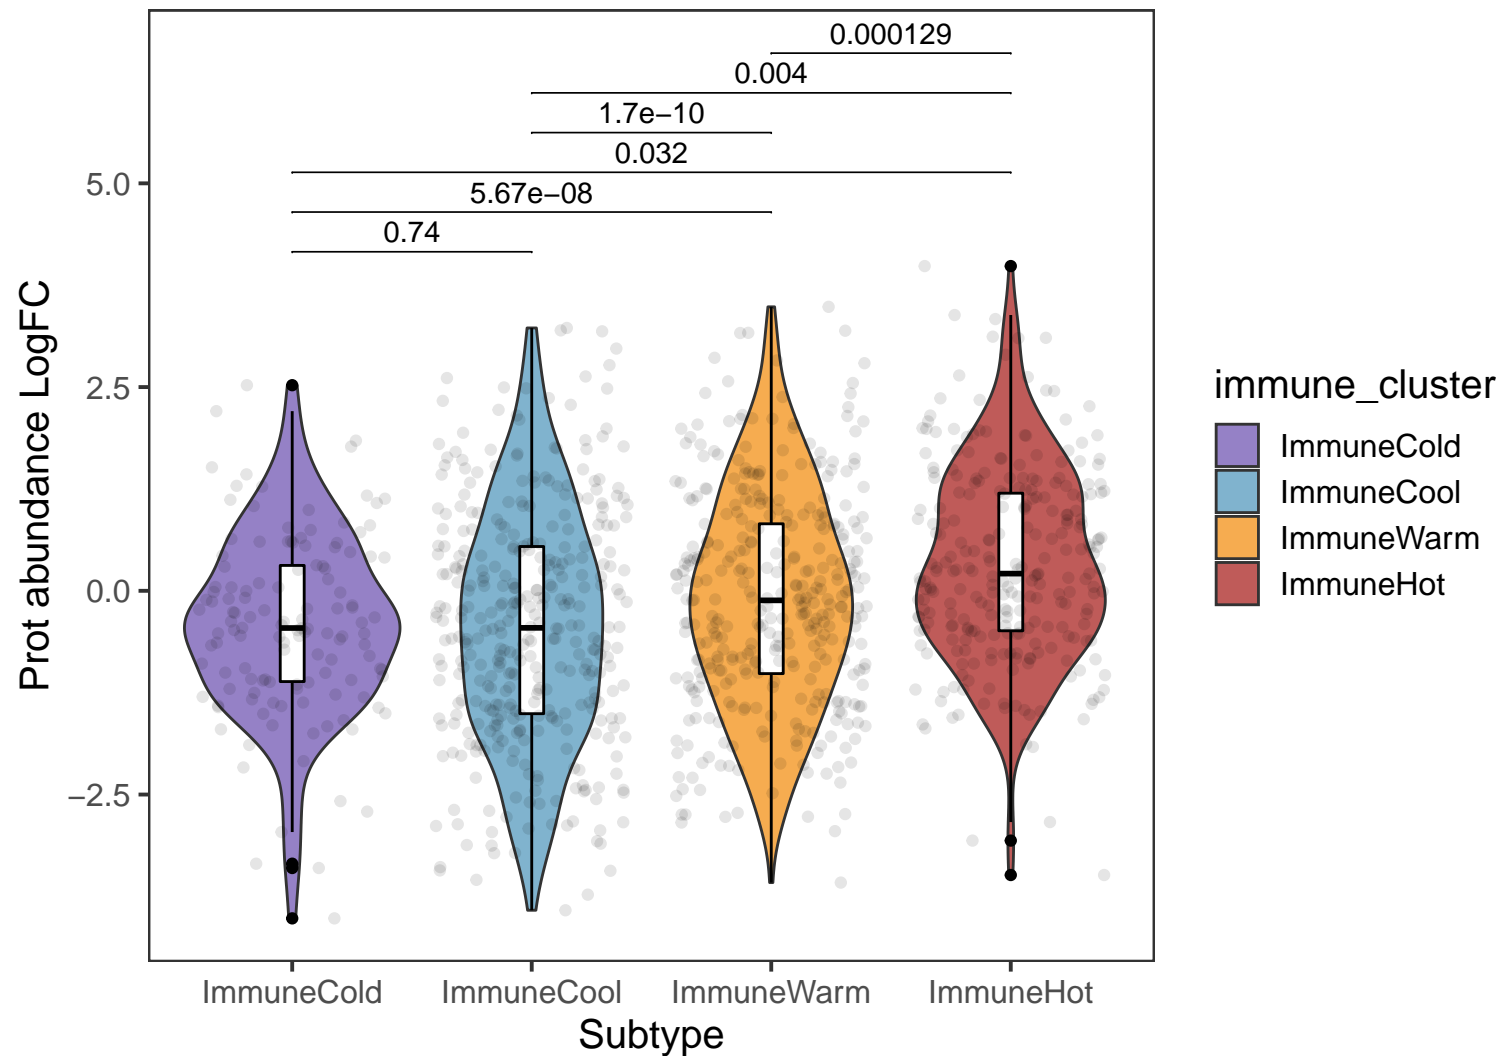 0.000129
0.004
1.7e−10
0.032
5.67e−08
0.74
5.0
2.5
0.0
−2.5
Prot abundance LogFC
ImmuneCold
ImmuneCool
ImmuneWarm
ImmuneHot
Subtype
immune_cluster
ImmuneCold
ImmuneCool
ImmuneWarm
ImmuneHot